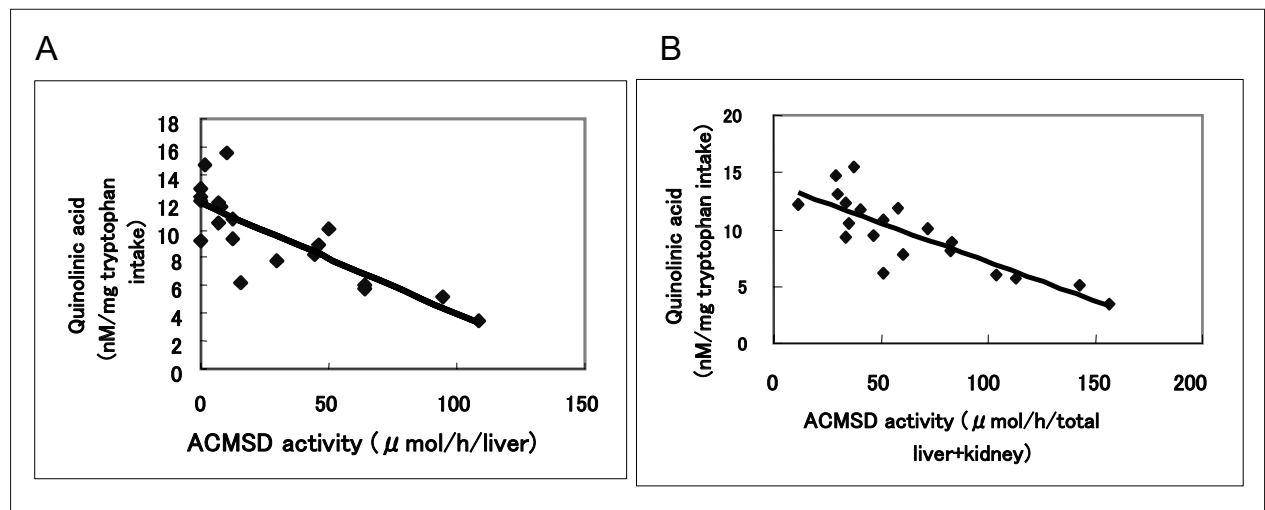 A
B
Quinolinic acid
(nM/mg tryptophan
intake)
18
16
14
12
10
8
6
4
2
0
0 50 100 150
ACMSD activity ( μ mol/h/liver)
Quinolinic acid
(nM/mg tryptophan intake)
20
15
10
5
0
0 50 100 150 200
ACMSD activity ( μ mol/h/total
liver+kidney)